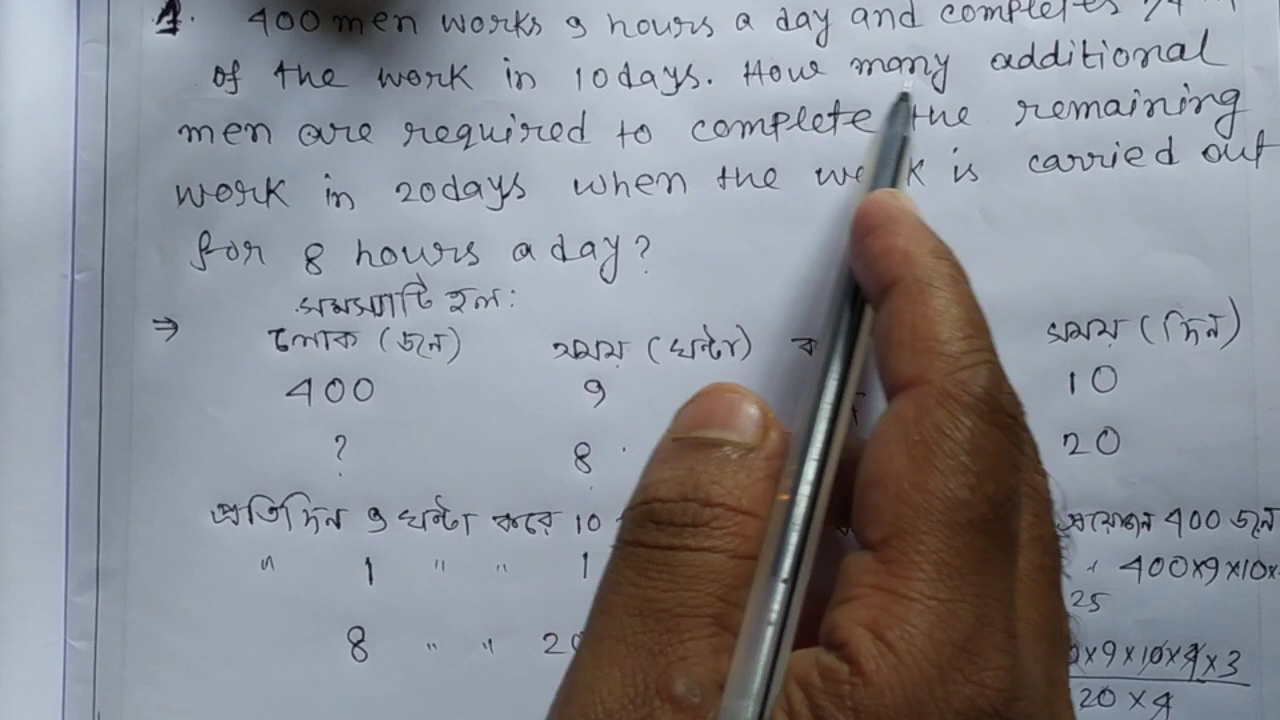 1. 400 men works 9 hours a day and completes 1/4
of the work in 10 days. How many additional
men are required to complete the remaining
work in 20 days when the work is carried out
for 8 hours a day?
⇒ সমস্যাটি হল:
লোক (জন) সময় (ঘন্টা) সময় (দিন)
400 9 10
? 8 20
প্রতিদিন 9 ঘন্টা করে 10 প্রয়োজন 400 জন
" 1 " " 1 " 400×9×10×
25
8 " " 20 ×9×10×4×3
20×4